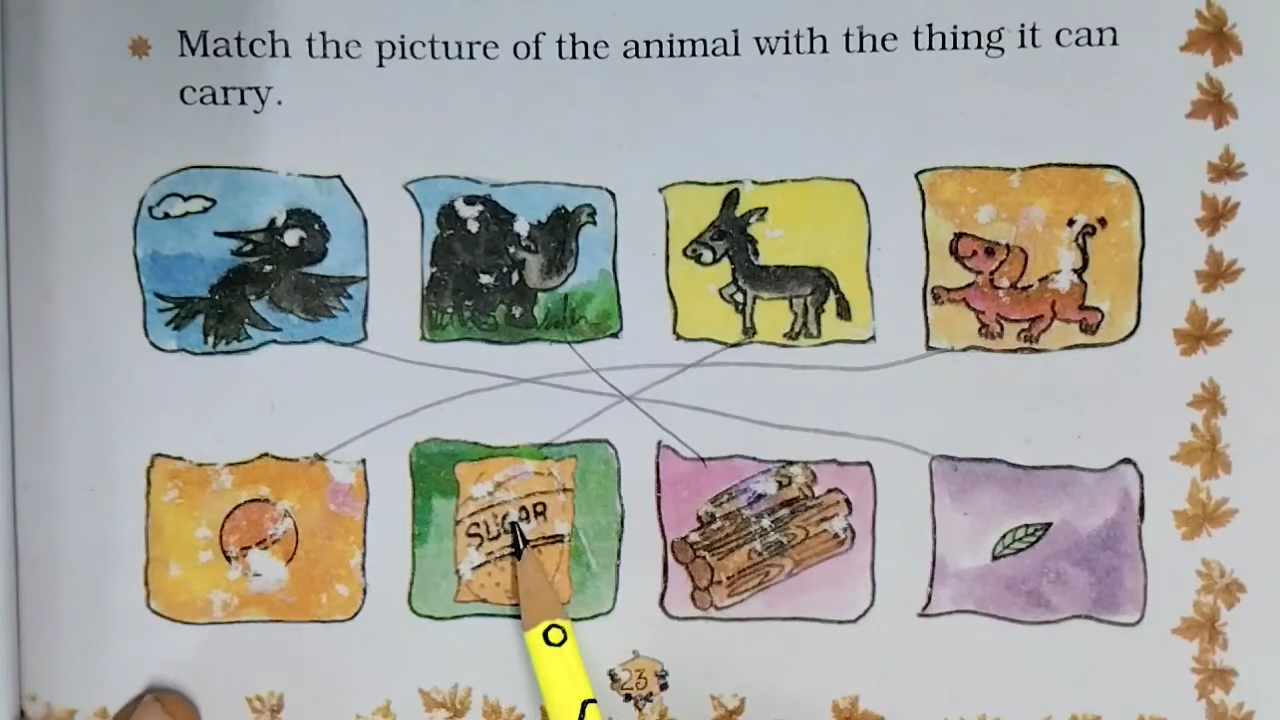 Match the picture of the animal with the thing it can
carry.
SUGAR
23